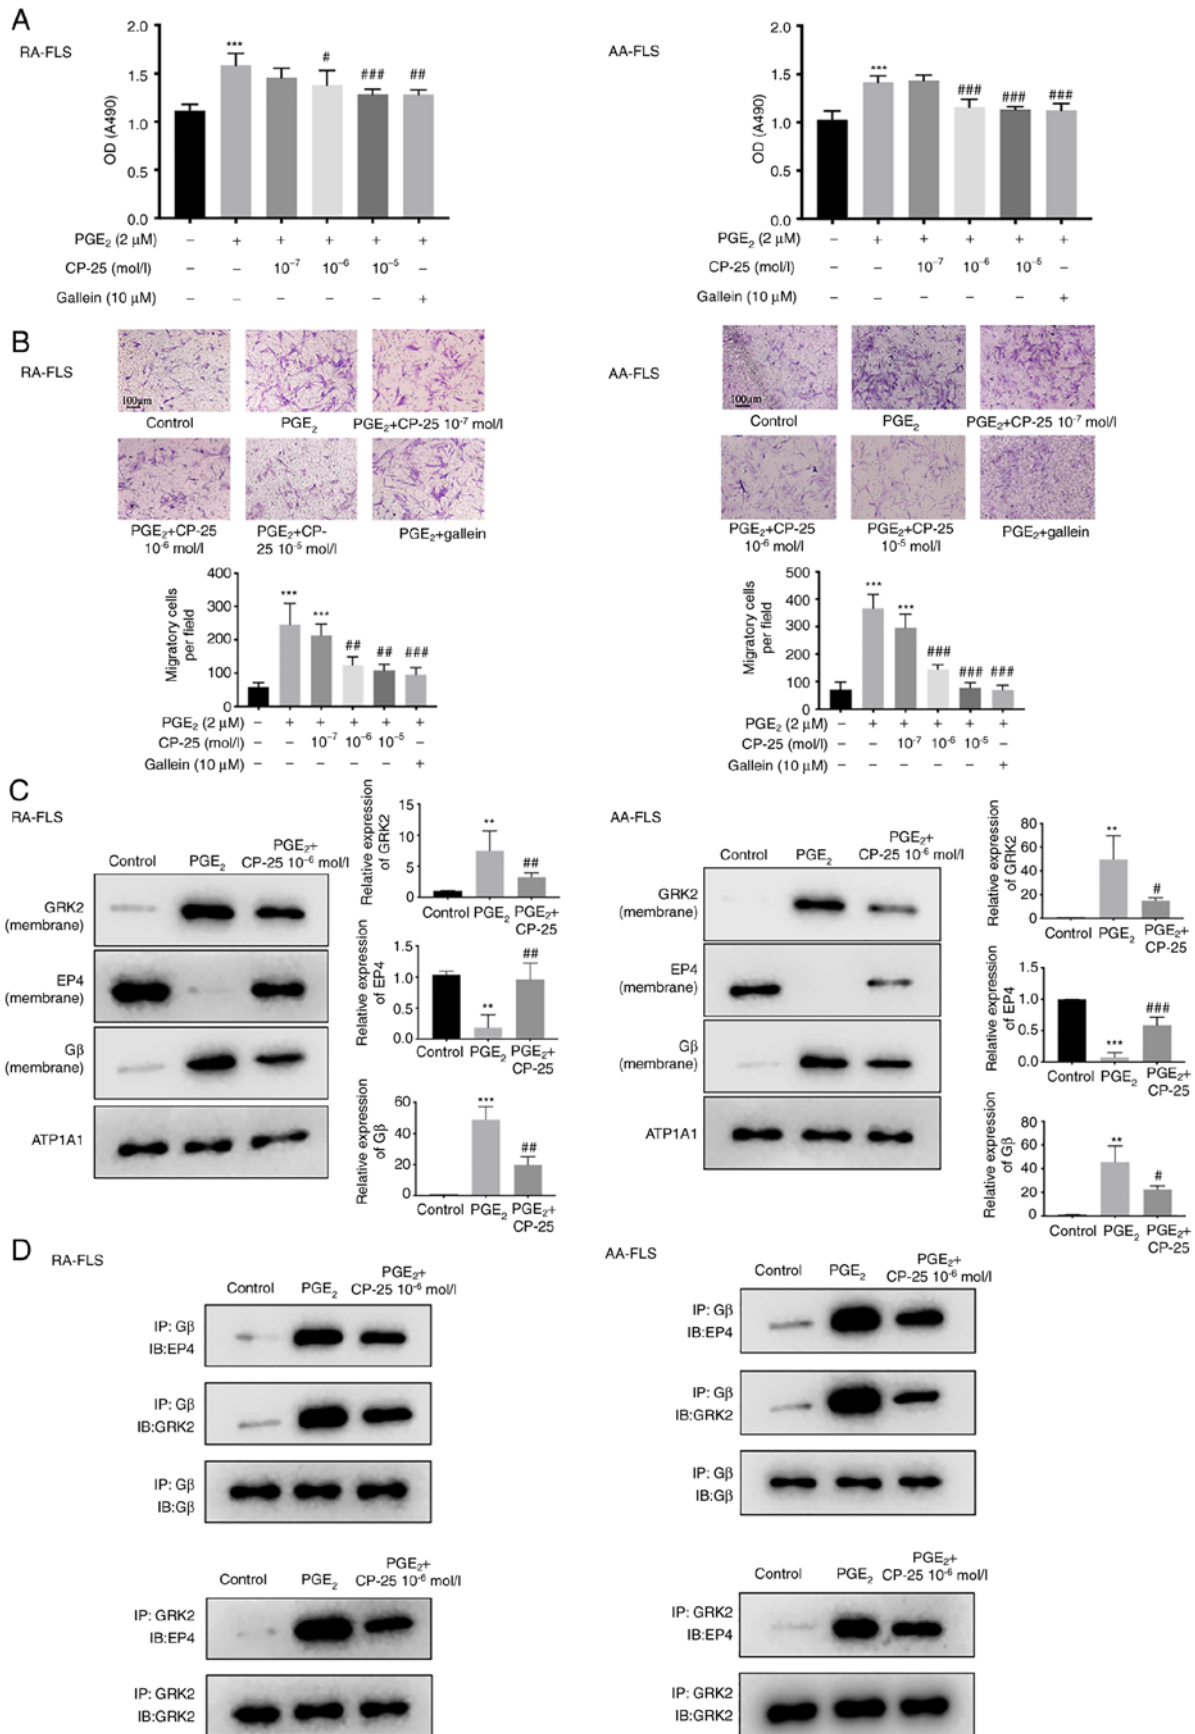 A
RA-FLS
OD (A490)
2.0
1.5
1.0
0.5
0.0
***
#
###
##
PGE₂ (2 μM) – + + + + +
CP-25 (mol/l) – – 10⁻⁷ 10⁻⁶ 10⁻⁵ –
Gallein (10 μM) – – – – – +
AA-FLS
OD (A490)
2.0
1.5
1.0
0.5
0.0
***
###
###
###
PGE₂ (2 μM) – + + + + +
CP-25 (mol/l) – – 10⁻⁷ 10⁻⁶ 10⁻⁵ –
Gallein (10 μM) – – – – – +
B
RA-FLS
100μm
Control
PGE₂
PGE₂+CP-25 10⁻⁷ mol/l
PGE₂+CP-25
10⁻⁶ mol/l
PGE₂+CP-
25 10⁻⁵ mol/l
PGE₂+gallein
Migratory cells
per field
400
300
200
100
0
***
***
##
##
###
PGE₂ (2 μM) – + + + + +
CP-25 (mol/l) – – 10⁻⁷ 10⁻⁶ 10⁻⁵ –
Gallein (10 μM) – – – – – +
AA-FLS
100μm
Control
PGE₂
PGE₂+CP-25 10⁻⁷ mol/l
PGE₂+CP-25
10⁻⁶ mol/l
PGE₂+CP-25
10⁻⁵ mol/l
PGE₂+gallein
Migratory cells
per field
500
400
300
200
100
0
***
***
###
###
###
PGE₂ (2 μM) – + + + + +
CP-25 (mol/l) – – 10⁻⁷ 10⁻⁶ 10⁻⁵ –
Gallein (10 μM) – – – – – +
C
RA-FLS
Control
PGE₂
PGE₂+
CP-25 10⁻⁶ mol/l
GRK2
(membrane)
EP4
(membrane)
Gβ
(membrane)
ATP1A1
Relative expression
of GRK2
15
10
5
0
**
##
Control
PGE₂
PGE₂+
CP-25
Relative expression
of EP4
1.5
1.0
0.5
0.0
**
##
Control
PGE₂
PGE₂+
CP-25
Relative expression
of Gβ
60
40
20
0
***
##
Control
PGE₂
PGE₂+
CP-25
AA-FLS
Control
PGE₂
PGE₂+
CP-25 10⁻⁶ mol/l
GRK2
(membrane)
EP4
(membrane)
Gβ
(membrane)
ATP1A1
Relative expression
of GRK2
80
60
40
20
0
**
#
Control
PGE₂
PGE₂+
CP-25
Relative expression
of EP4
1.5
1.0
0.5
0.0
***
###
Control
PGE₂
PGE₂+
CP-25
Relative expression
of Gβ
80
60
40
20
0
**
#
Control
PGE₂
PGE₂+
CP-25
D
RA-FLS
Control
PGE₂
PGE₂+
CP-25 10⁻⁶ mol/l
IP: Gβ
IB:EP4
IP: Gβ
IB:GRK2
IP: Gβ
IB:Gβ
Control
PGE₂
PGE₂+
CP-25 10⁻⁶ mol/l
IP: GRK2
IB:EP4
IP: GRK2
IB:GRK2
AA-FLS
Control
PGE₂
PGE₂+
CP-25 10⁻⁶ mol/l
IP: Gβ
IB:EP4
IP: Gβ
IB:GRK2
IP: Gβ
IB:Gβ
Control
PGE₂
PGE₂+
CP-25 10⁻⁶ mol/l
IP: GRK2
IB:EP4
IP: GRK2
IB:GRK2